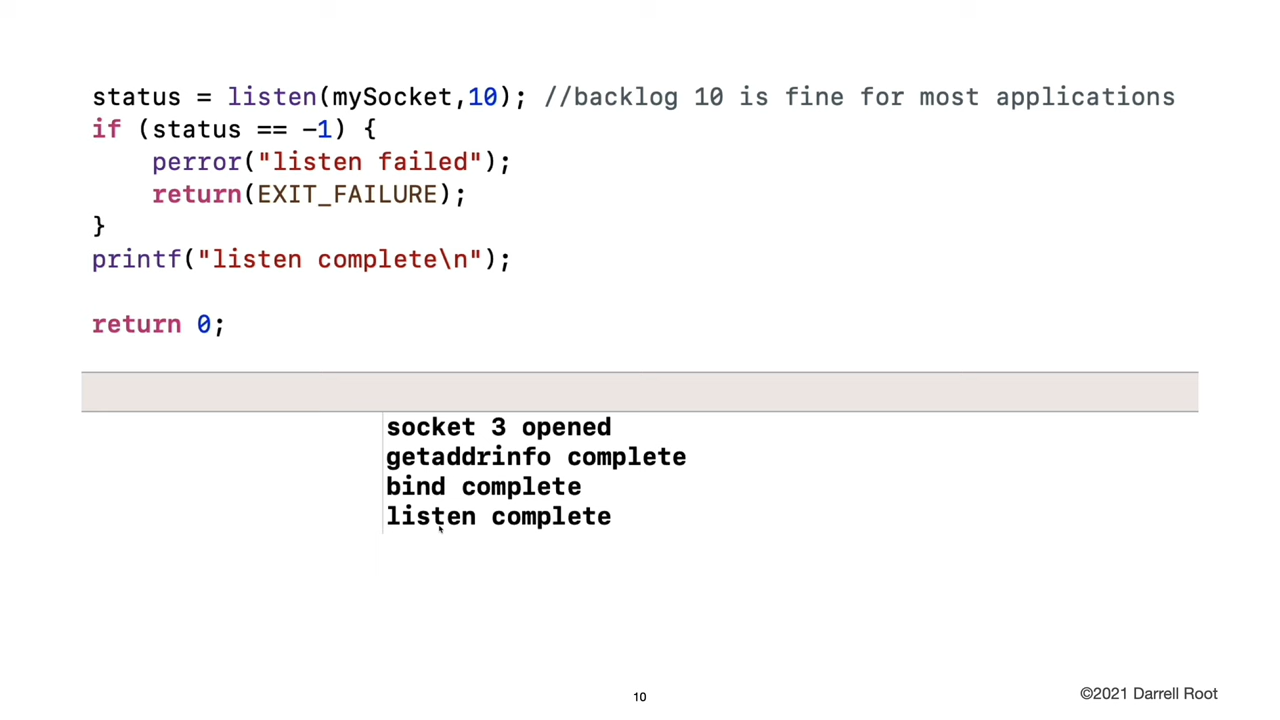 status = listen(mySocket,10); //backlog 10 is fine for most applications
if (status == -1) {
    perror("listen failed");
    return(EXIT_FAILURE);
}
printf("listen complete\n");
return 0;
socket 3 opened
getaddrinfo complete
bind complete
listen complete
10
©2021 Darrell Root